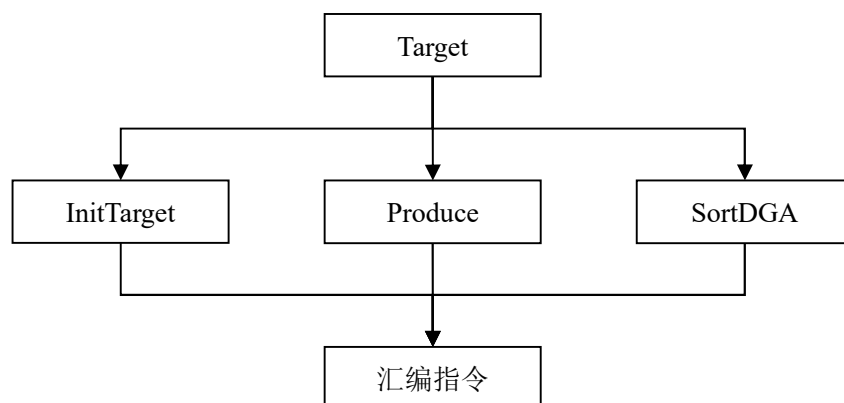 Target
InitTarget
Produce
SortDGA
汇编指令